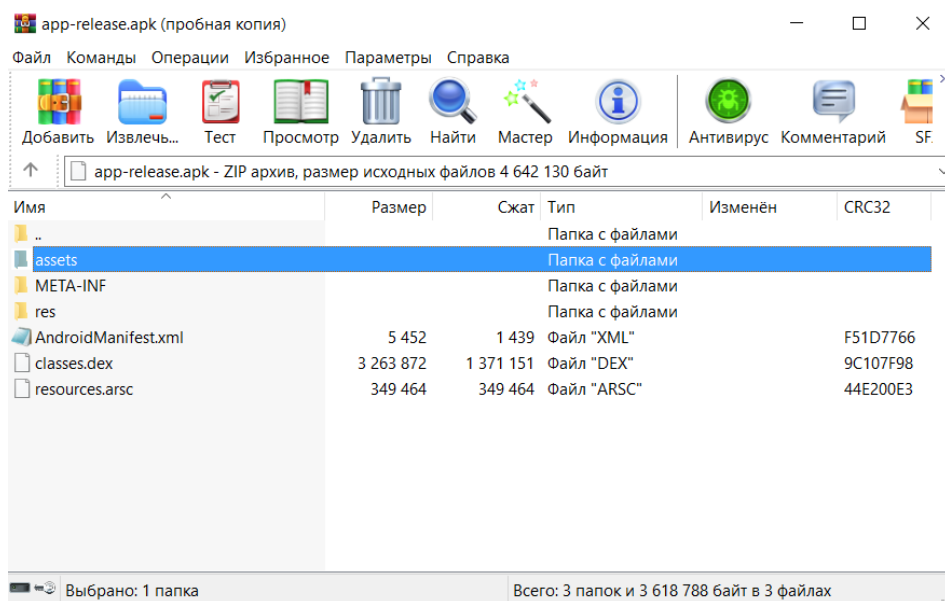 app-release.apk (пробная копия)
Файл Команды Операции Избранное Параметры Справка
Добавить Извлечь... Тест Просмотр Удалить Найти Мастер Информация Антивирус Комментарий SF
app-release.apk - ZIP архив, размер исходных файлов 4 642 130 байт
Имя Размер Сжат Тип Изменён CRC32
.. Папка с файлами
assets Папка с файлами
META-INF Папка с файлами
res Папка с файлами
AndroidManifest.xml 5 452 1 439 Файл "XML" F51D7766
classes.dex 3 263 872 1 371 151 Файл "DEX" 9C107F98
resources.arsc 349 464 349 464 Файл "ARSC" 44E200E3
Выбрано: 1 папка Всего: 3 папок и 3 618 788 байт в 3 файлах